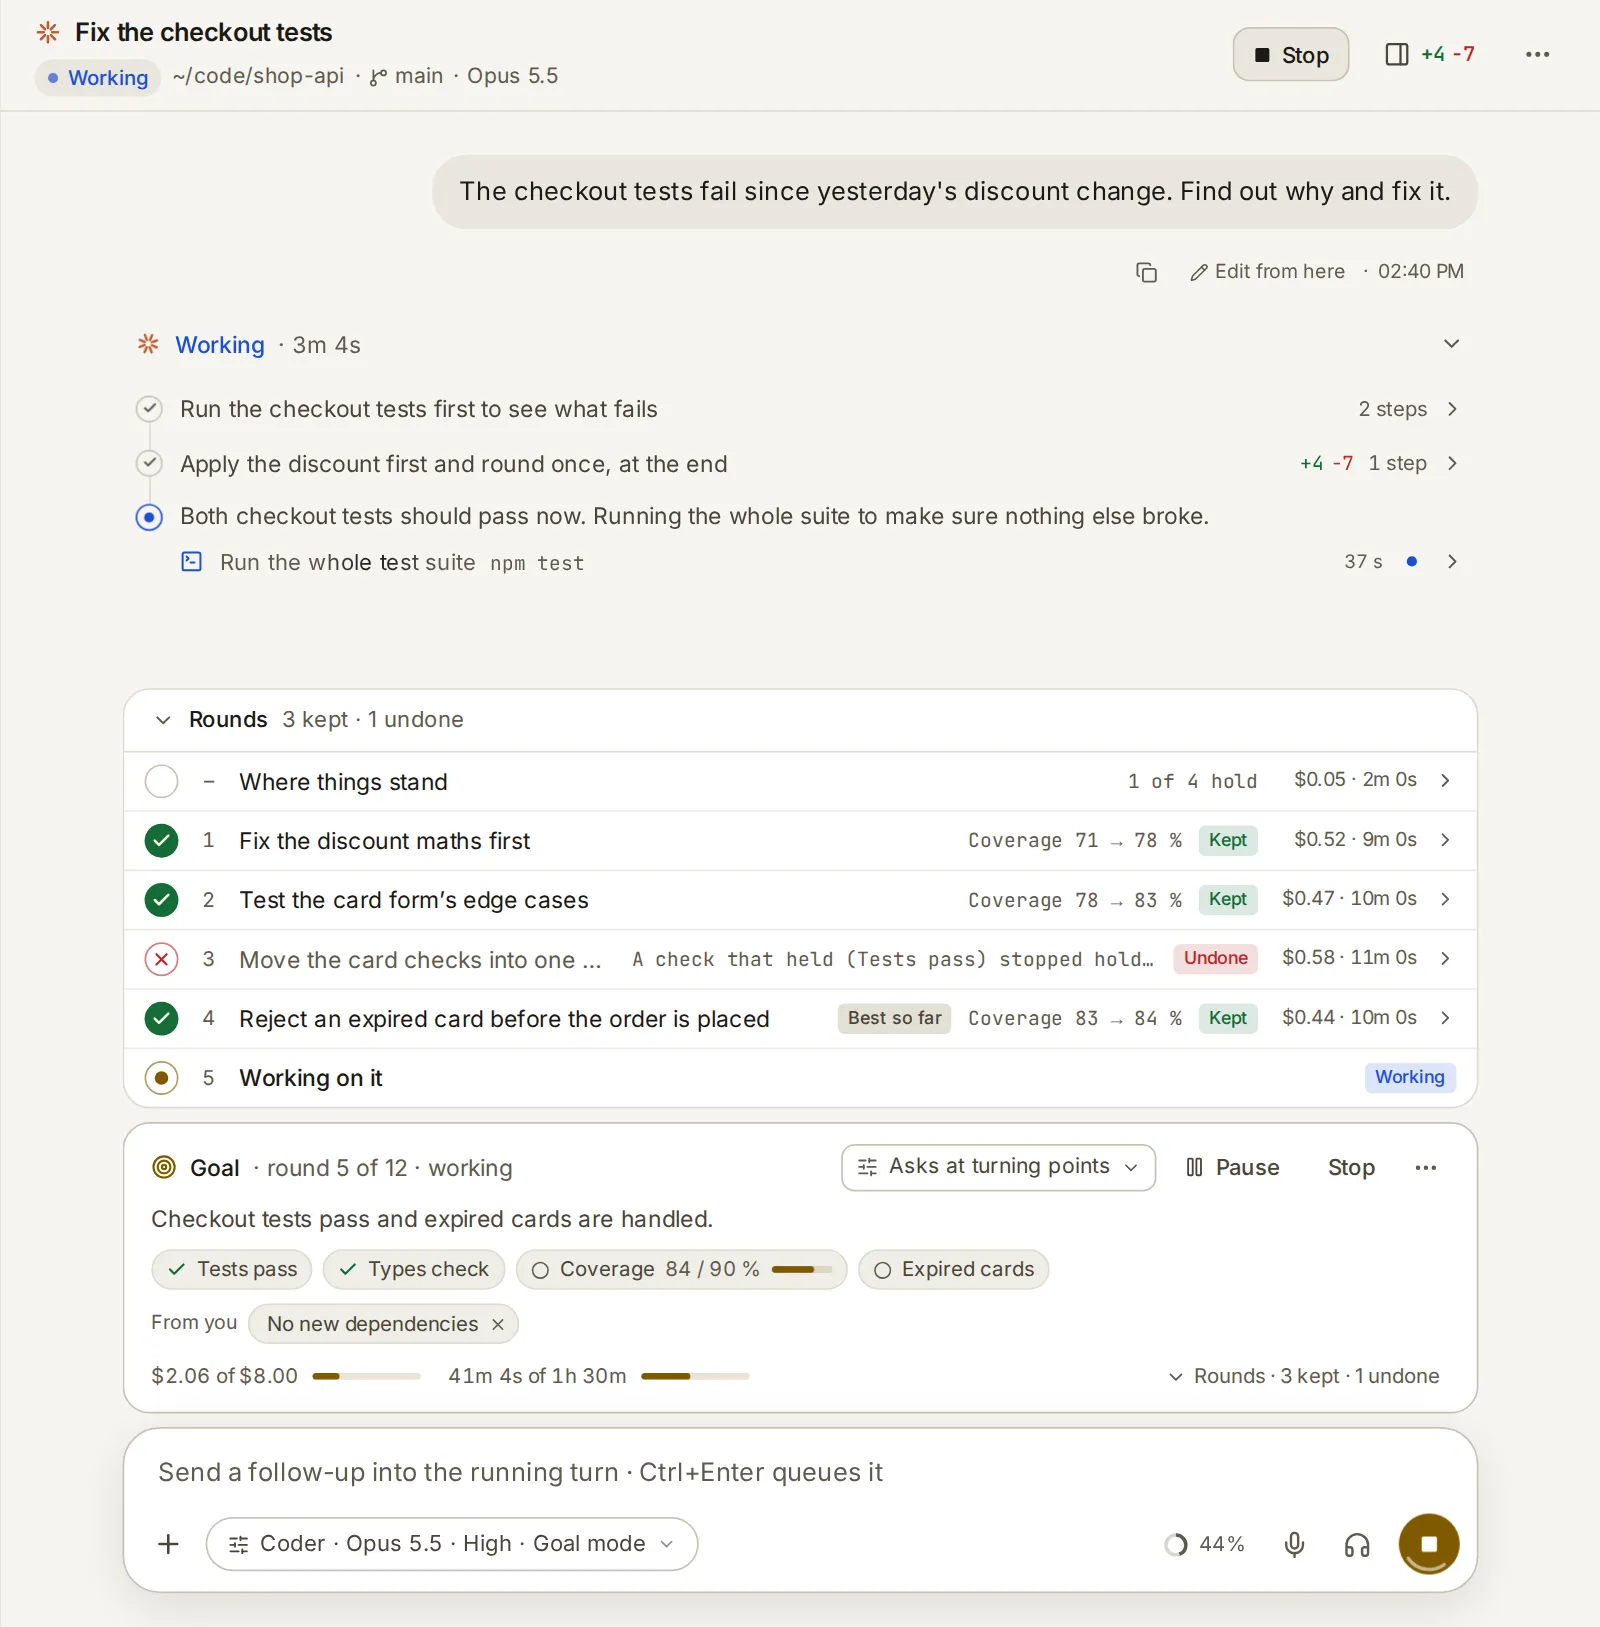 Fix the checkout tests
Working ~/code/shop-api · main · Opus 5.5
Stop +4 -7
The checkout tests fail since yesterday's discount change. Find out why and fix it.
Edit from here · 02:40 PM
Working · 3m 4s
Run the checkout tests first to see what fails 2 steps
Apply the discount first and round once, at the end +4 -7 1 step
Both checkout tests should pass now. Running the whole suite to make sure nothing else broke.
Run the whole test suite npm test 37 s
Rounds 3 kept · 1 undone
– Where things stand 1 of 4 hold $0.05 · 2m 0s
1 Fix the discount maths first Coverage 71 → 78 % Kept $0.52 · 9m 0s
2 Test the card form’s edge cases Coverage 78 → 83 % Kept $0.47 · 10m 0s
3 Move the card checks into one ... A check that held (Tests pass) stopped hold… Undone $0.58 · 11m 0s
4 Reject an expired card before the order is placed Best so far Coverage 83 → 84 % Kept $0.44 · 10m 0s
5 Working on it Working
Goal · round 5 of 12 · working Asks at turning points Pause Stop
Checkout tests pass and expired cards are handled.
Tests pass Types check Coverage 84 / 90 % Expired cards
From you No new dependencies
$2.06 of $8.00 41m 4s of 1h 30m Rounds · 3 kept · 1 undone
Send a follow-up into the running turn · Ctrl+Enter queues it
Coder · Opus 5.5 · High · Goal mode 44%